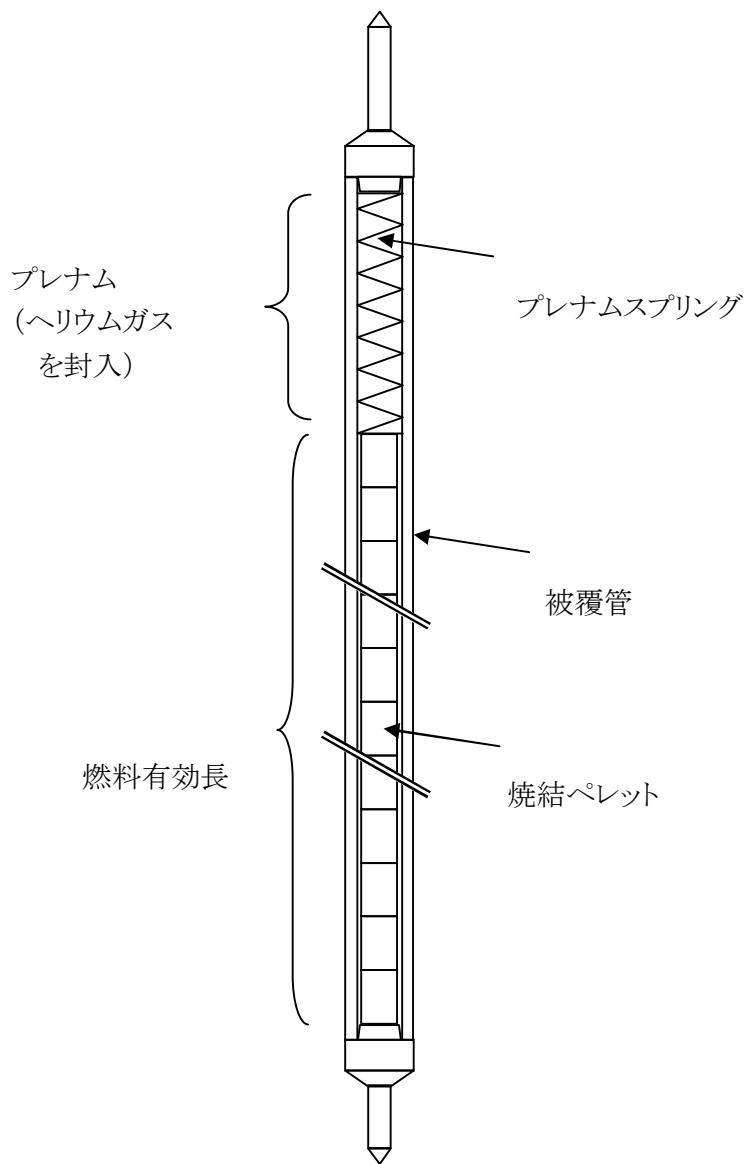 プレナム
(ヘリウムガス
を封入)
プレナムスプリング
被覆管
燃料有効長
焼結ペレット